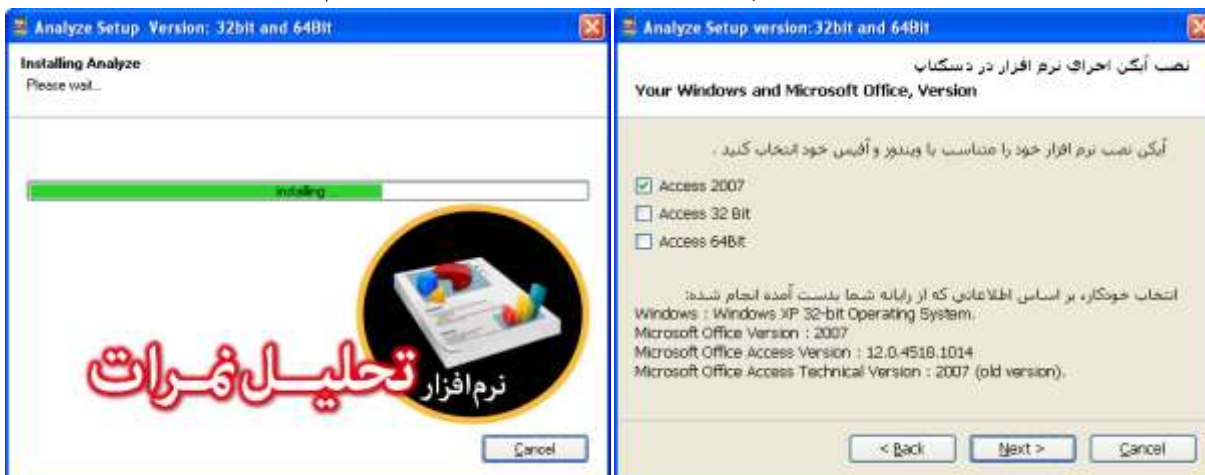 Analyze Setup Version: 32bit and 64Bit
Installing Analyze
Please wait...
installing ...
نرم‌افزار تحلیل نمرات
Cancel
Analyze Setup version:32bit and 64Bit
نصب آیکن اجرای نرم افزار در دسکتاپ
Your Windows and Microsoft Office, Version
آیکن نصب نرم افزار خود را متناسب با ویندوز و آفیس خود انتخاب کنید .
Access 2007
Access 32 Bit
Access 64Bit
انتخاب خودکار، بر اساس اطلاعاتی که از رایانه شما بدست آمده انجام شده:
Windows : Windows XP 32-bit Operating System.
Microsoft Office Version : 2007
Microsoft Office Access Version : 12.0.4518.1014
Microsoft Office Access Technical Version : 2007 (old version).
< Back
Next >
Cancel